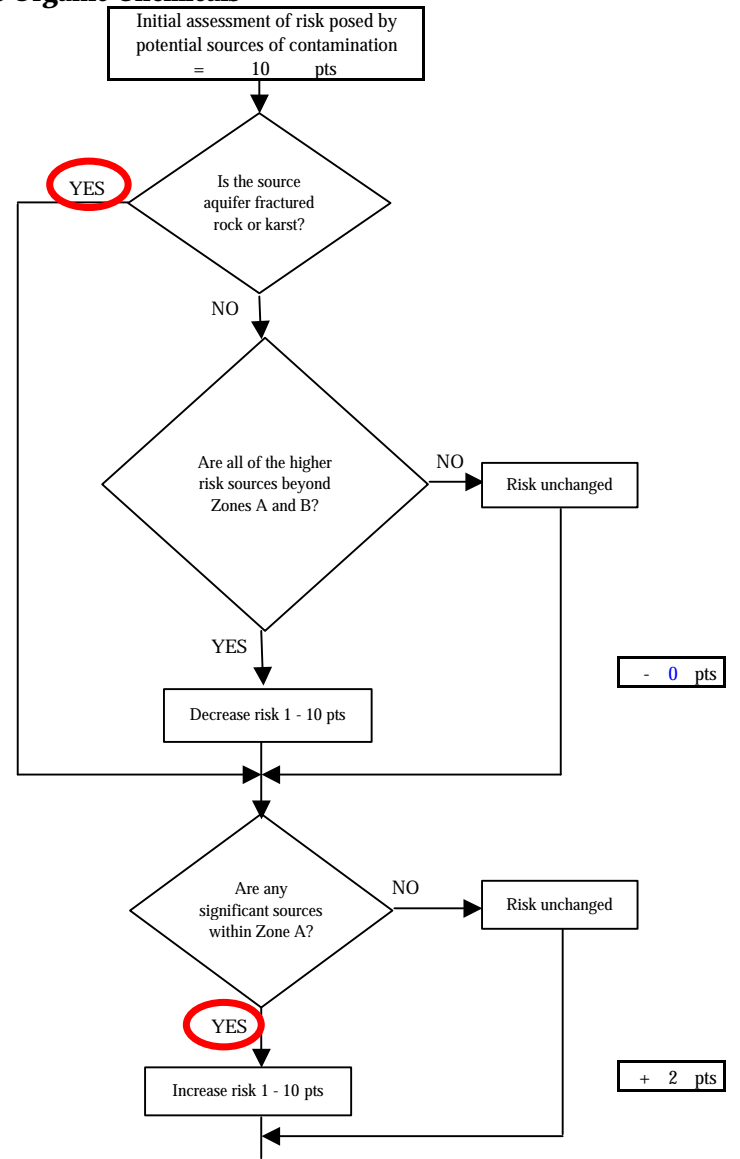 Organic Chemicals
Initial assessment of risk posed by
potential sources of contamination
= 10 pts
YES
Is the source
aquifer fractured
rock or karst?
NO
Are all of the higher
risk sources beyond
Zones A and B?
NO
Risk unchanged
YES
- 0 pts
Decrease risk 1 - 10 pts
Are any
significant sources
within Zone A?
NO
Risk unchanged
YES
Increase risk 1 - 10 pts
+ 2 pts